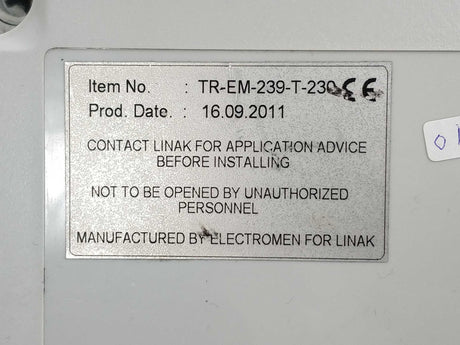 Item No. : TR-EM-239-T-230 CE
Prod. Date. : 16.09.2011
CONTACT LINAK FOR APPLICATION ADVICE
BEFORE INSTALLING
NOT TO BE OPENED BY UNAUTHORIZED
PERSONNEL
MANUFACTURED BY ELECTROMEN FOR LINAK